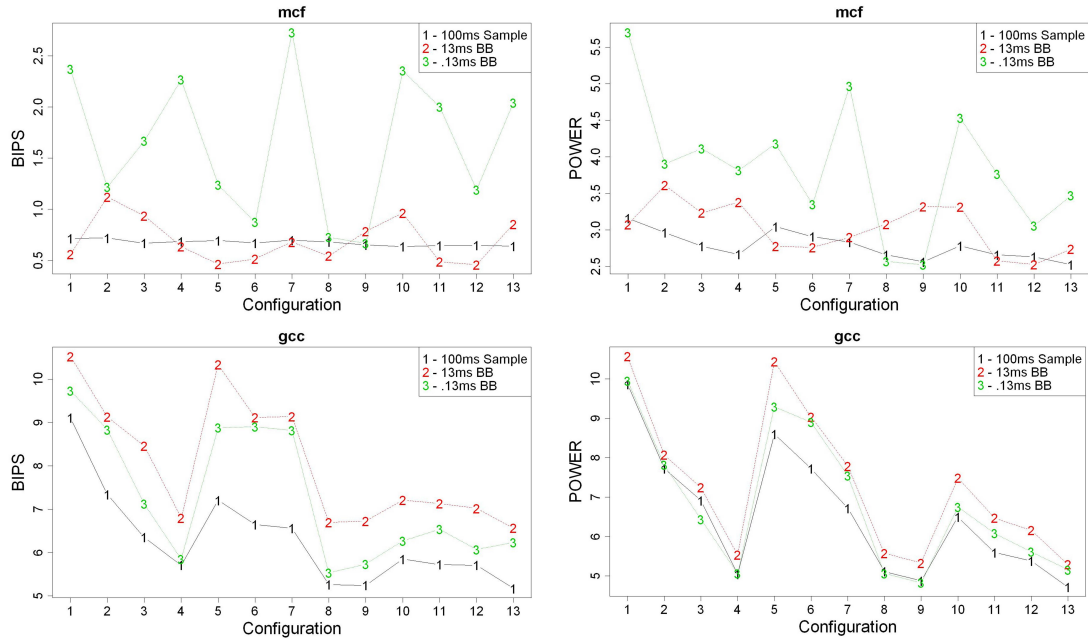 mcf
2.5
2.0
1.5
1.0
0.5
BIPS
1 - 100ms Sample
2 - 13ms BB
3 - .13ms BB
1 2 3 4 5 6 7 8 9 10 11 12 13
Configuration
mcf
5.5
5.0
4.5
4.0
3.5
3.0
2.5
POWER
1 - 100ms Sample
2 - 13ms BB
3 - .13ms BB
1 2 3 4 5 6 7 8 9 10 11 12 13
Configuration
gcc
10
9
8
7
6
5
BIPS
1 - 100ms Sample
2 - 13ms BB
3 - .13ms BB
1 2 3 4 5 6 7 8 9 10 11 12 13
Configuration
gcc
10
9
8
7
6
5
POWER
1 - 100ms Sample
2 - 13ms BB
3 - .13ms BB
1 2 3 4 5 6 7 8 9 10 11 12 13
Configuration